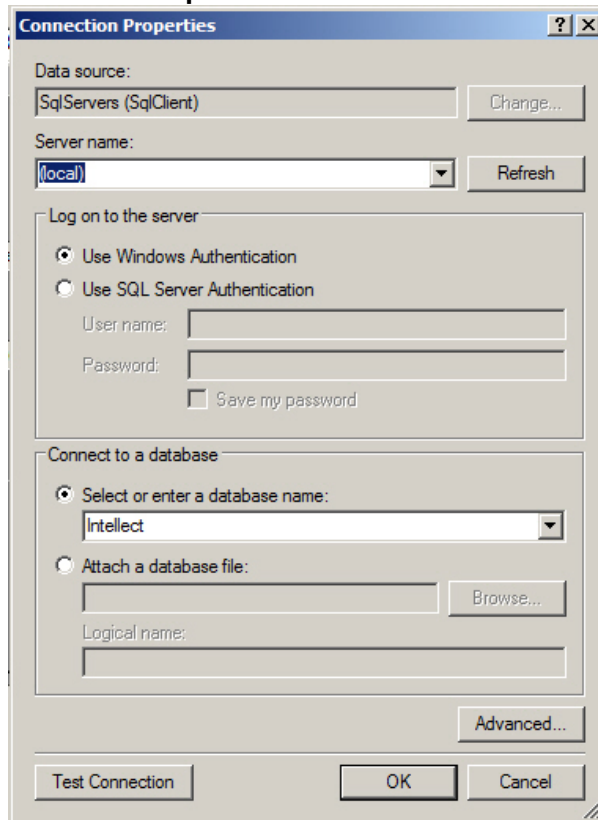 Connection Properties
Data source:
SqlServers (SqlClient)
Change...
Server name:
(local)
Refresh
Log on to the server
Use Windows Authentication
Use SQL Server Authentication
User name:
Password:
Save my password
Connect to a database
Select or enter a database name:
Intellect
Attach a database file:
Browse...
Logical name:
Advanced...
Test Connection
OK
Cancel